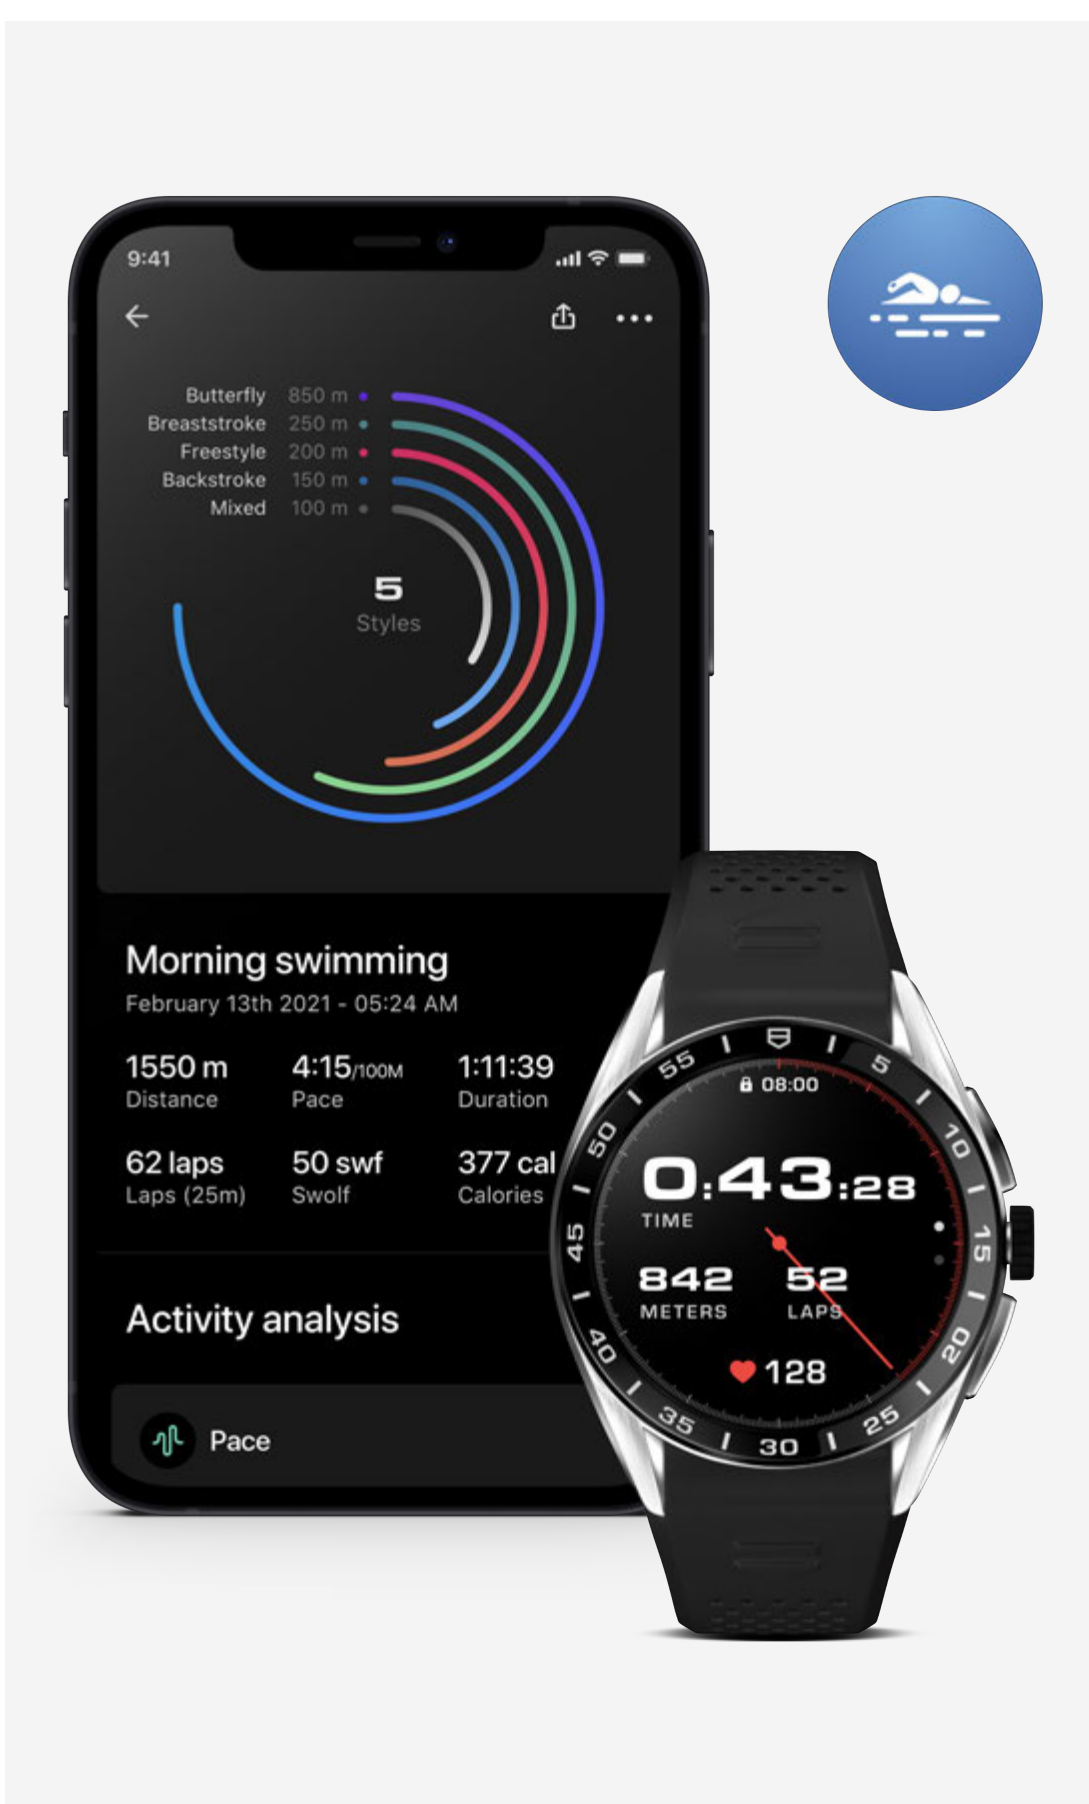 9:41
Butterfly 850 m
Breaststroke 250 m
Freestyle 200 m
Backstroke 150 m
Mixed 100 m
5
Styles
Morning swimming
February 13th 2021 - 05:24 AM
1550 m 4:15/100M 1:11:39
Distance Pace Duration
62 laps 50 swf 377 cal
Laps (25m) Swolf Calories
Activity analysis
Pace
5
10
15
20
25
30
35
40
45
50
55
08:00
0:43:28
TIME
842 52
METERS LAPS
128